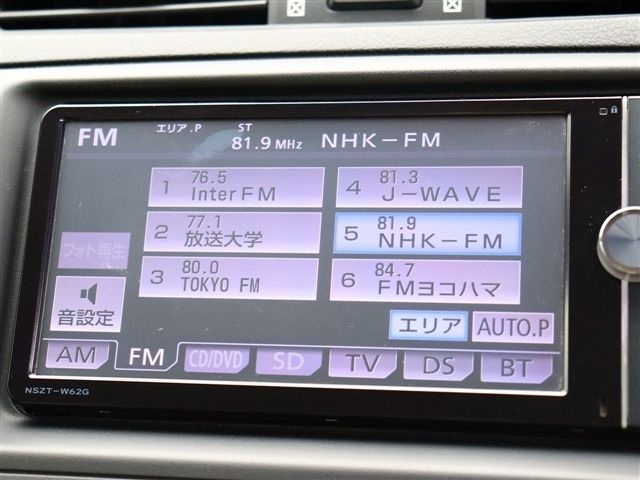 FM エリア.P ST 81.9 MHz NHK-FM
1 76.5 InterFM
4 81.3 J-WAVE
2 77.1 放送大学
5 81.9 NHK-FM
3 80.0 TOKYO FM
6 84.7 FMヨコハマ
フォト再生
音設定
エリア AUTO.P
AM FM CD/DVD SD TV DS BT
NSZT-W62G